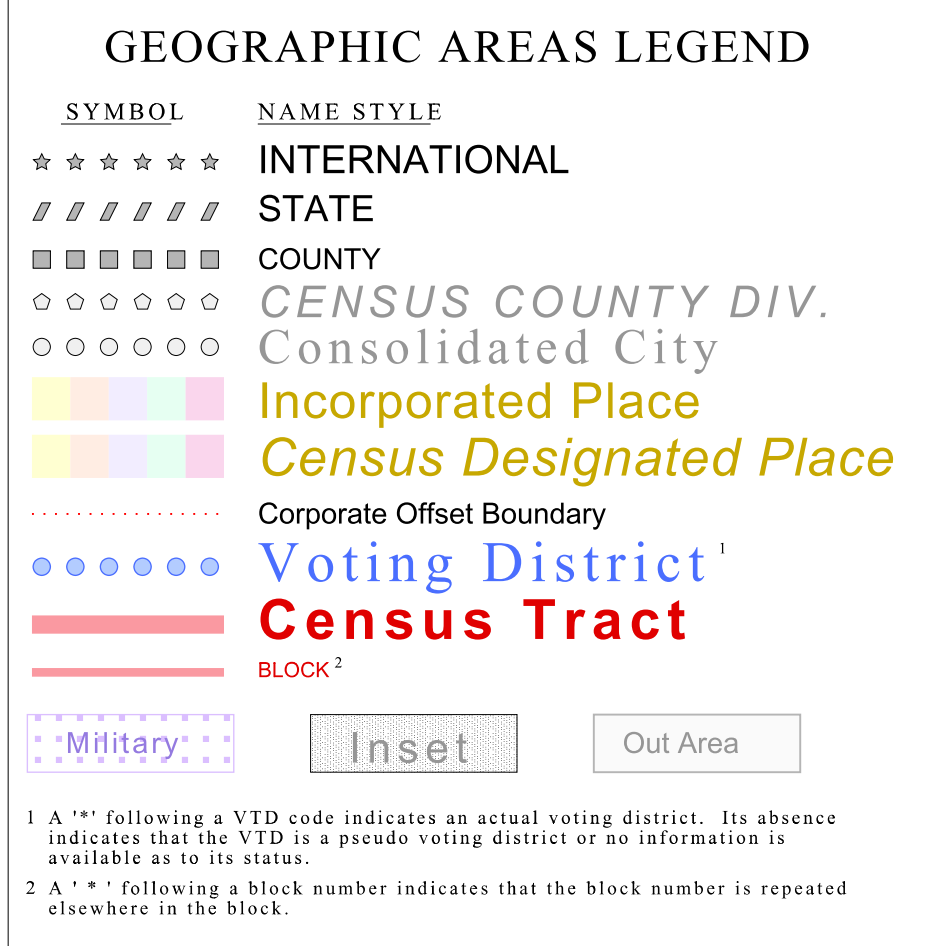 GEOGRAPHIC AREAS LEGEND
SYMBOL NAME STYLE
INTERNATIONAL
STATE
COUNTY
CENSUS COUNTY DIV.
Consolidated City
Incorporated Place
Census Designated Place
Corporate Offset Boundary
Voting District 1
Census Tract
BLOCK 2
Military Inset Out Area
1 A '*' following a VTD code indicates an actual voting district. Its absence
indicates that the VTD is a pseudo voting district or no information is
available as to its status.
2 A ' * ' following a block number indicates that the block number is repeated
elsewhere in the block.